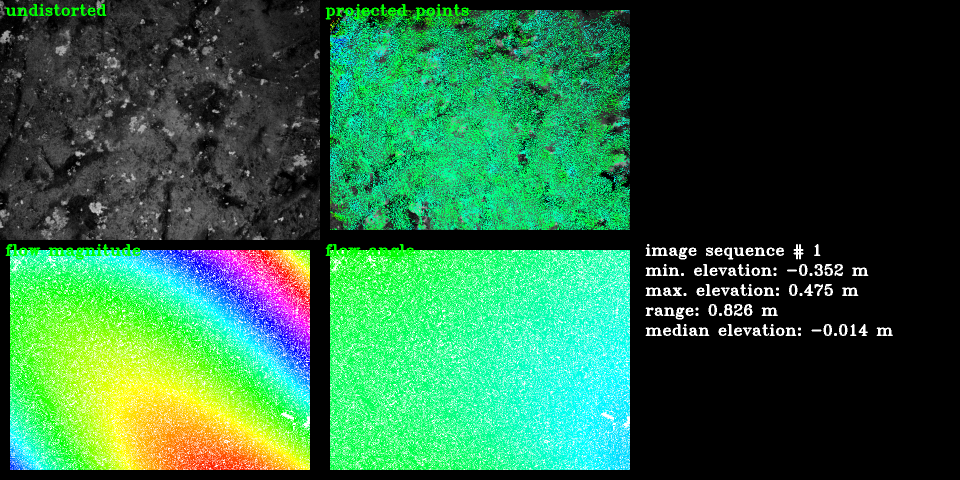 undistorted
projected points
flow magnitude
flow angle
image sequence # 1
min. elevation: -0.352 m
max. elevation: 0.475 m
range: 0.826 m
median elevation: -0.014 m